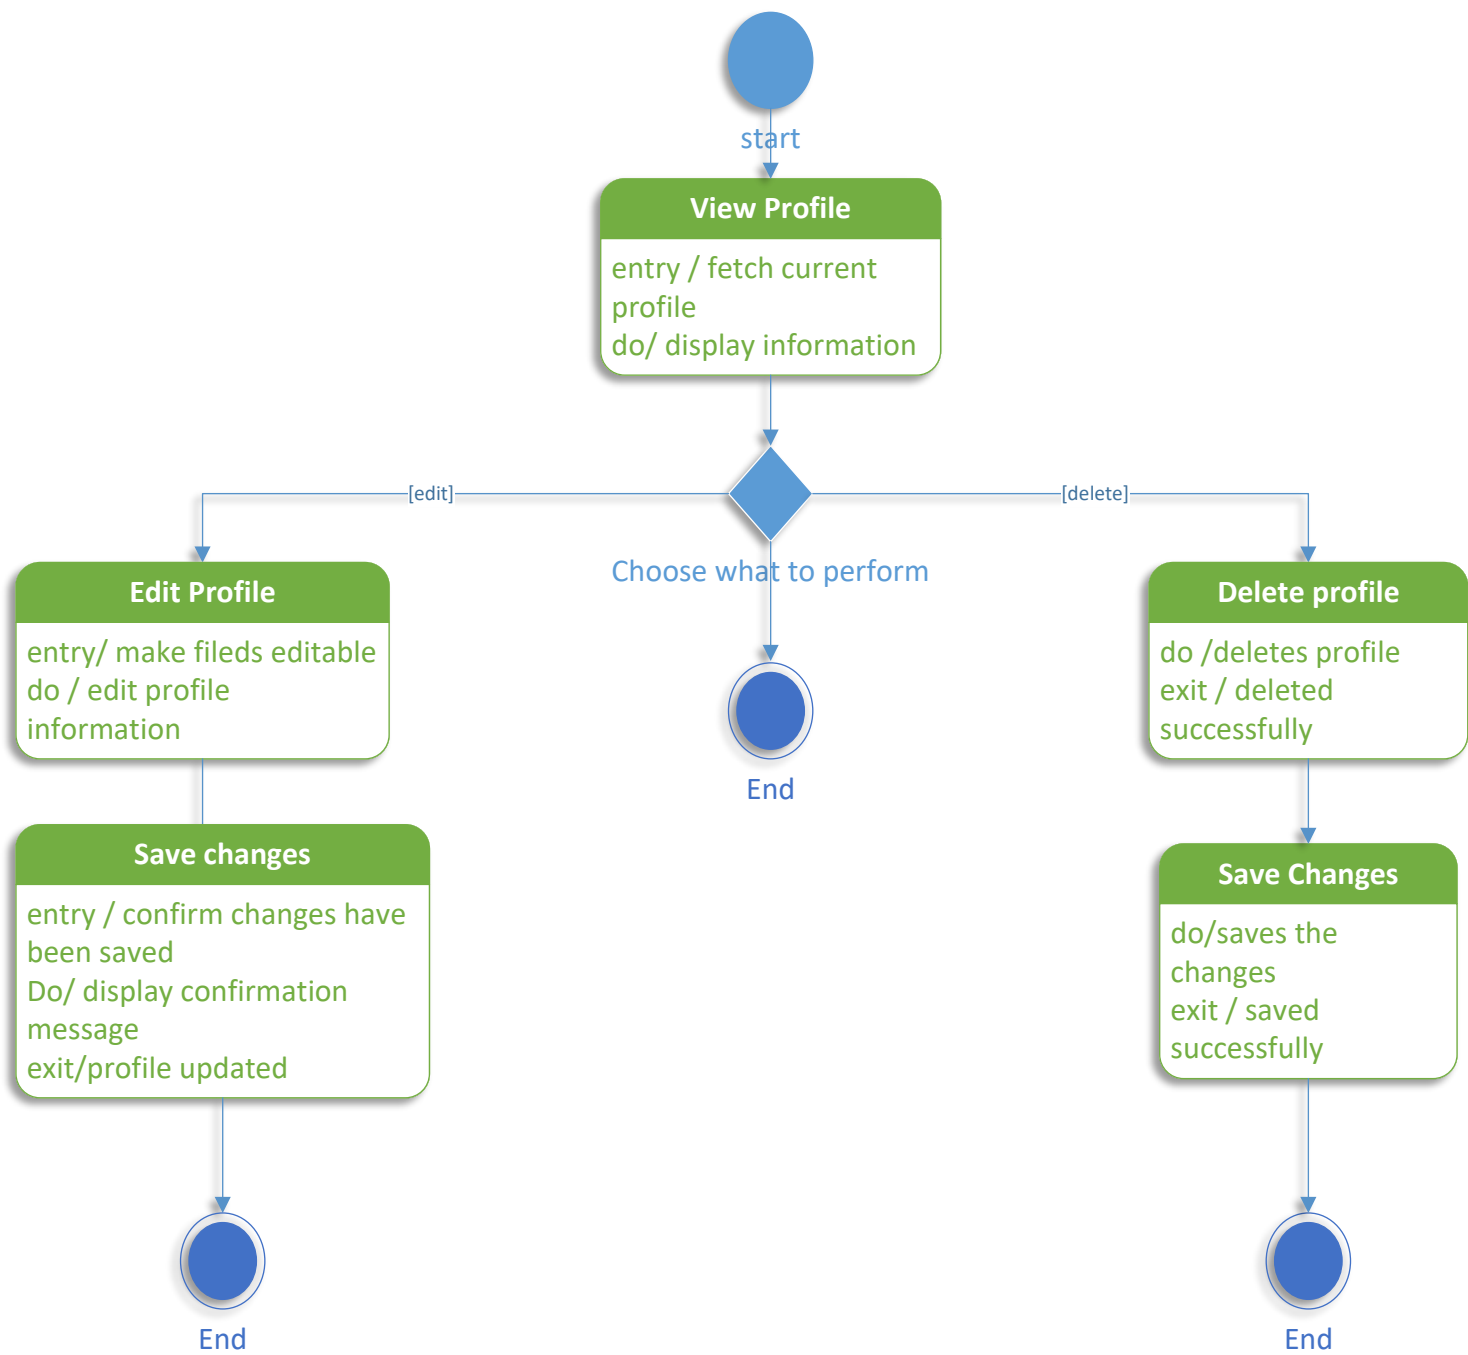 start
View Profile
entry / fetch current
profile
do/ display information
[edit]
[delete]
Choose what to perform
Edit Profile
entry/ make fileds editable
do / edit profile
information
Delete profile
do /deletes profile
exit / deleted
successfully
End
Save changes
entry / confirm changes have
been saved
Do/ display confirmation
message
exit/profile updated
Save Changes
do/saves the
changes
exit / saved
successfully
End
End